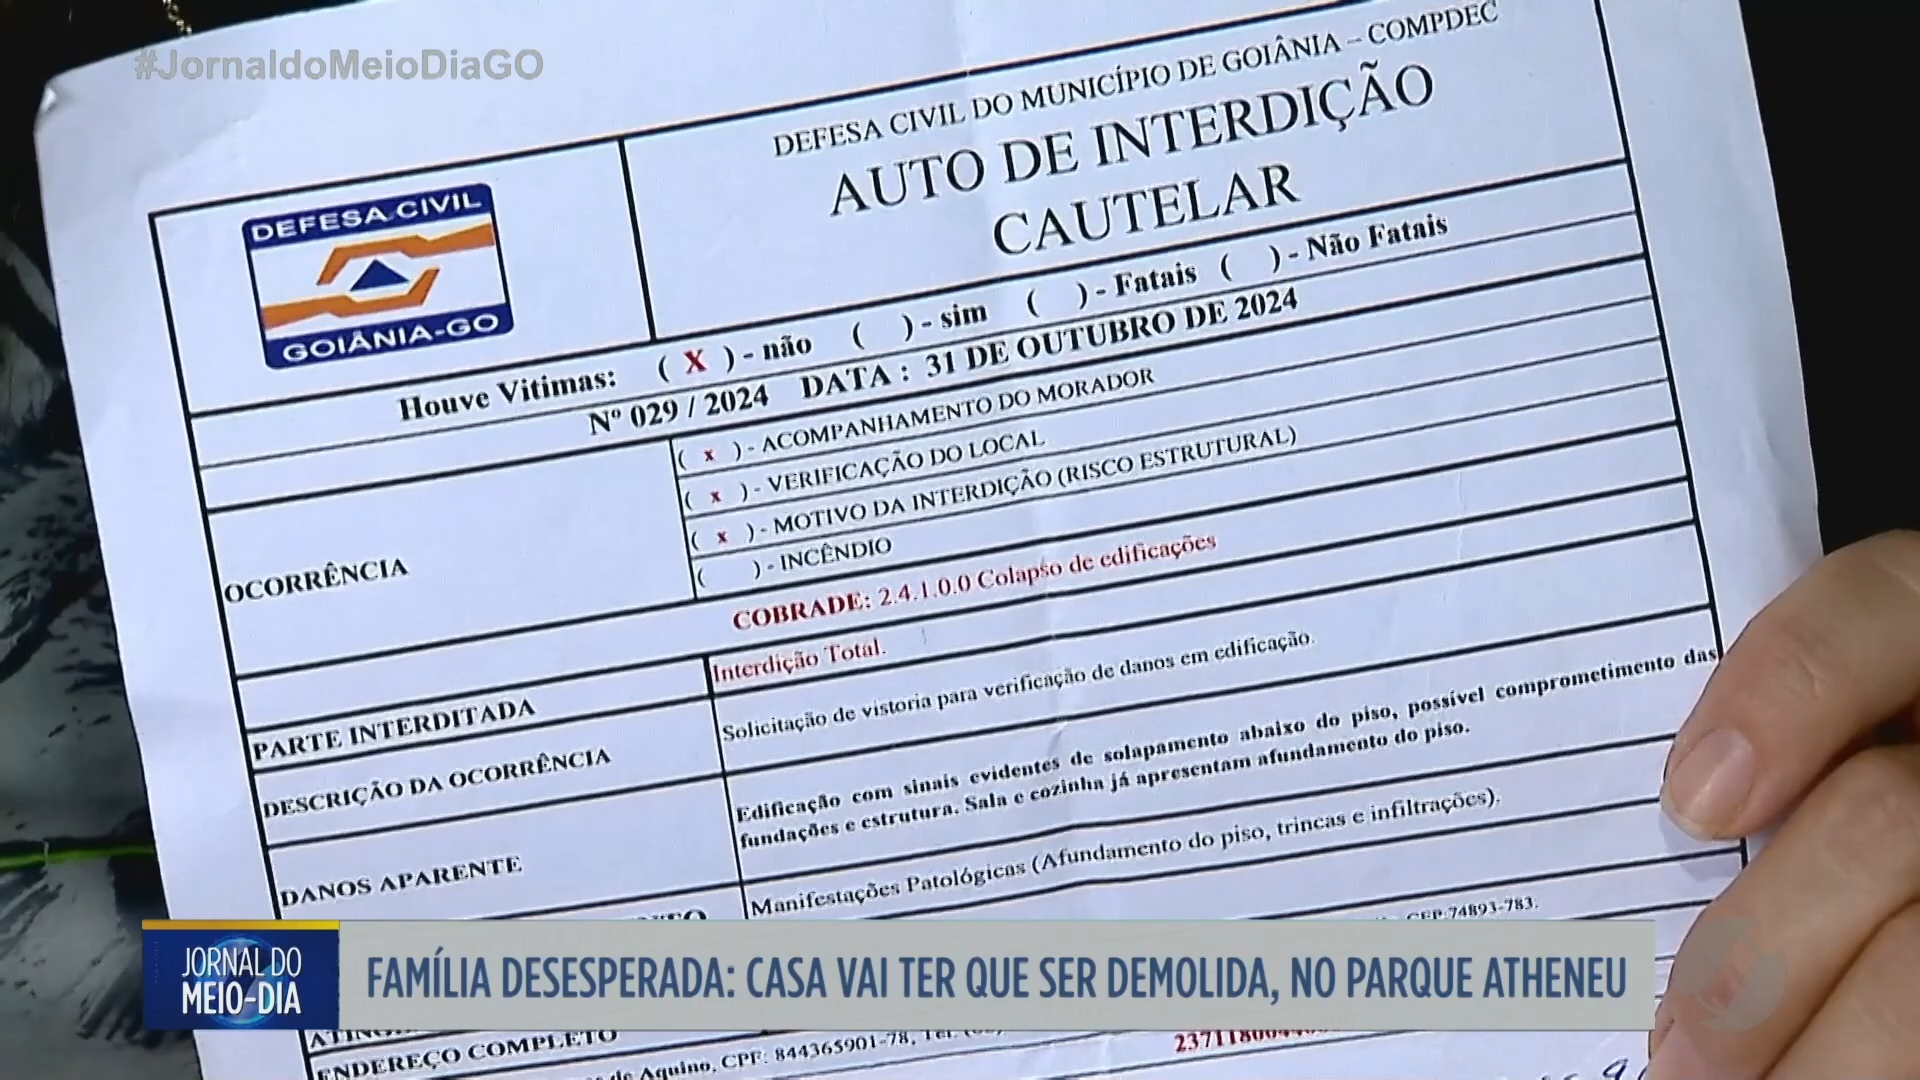 #JornaldoMeioDiaGO
DEFESA CIVIL DO MUNICÍPIO DE GOIÂNIA – COMPDEC
AUTO DE INTERDIÇÃO
CAUTELAR
DEFESA CIVIL
GOIÂNIA-GO
Houve Vitimas: ( X ) - não ( ) - sim ( ) - Fatais ( ) - Não Fatais
Nº 029 / 2024 DATA : 31 DE OUTUBRO DE 2024
OCORRÊNCIA
( x ) - ACOMPANHAMENTO DO MORADOR
( x ) - VERIFICAÇÃO DO LOCAL
( x ) - MOTIVO DA INTERDIÇÃO (RISCO ESTRUTURAL)
( ) - INCÊNDIO
COBRADE: 2.4.1.0.0 Colapso de edificações
PARTE INTERDITADA
Interdição Total.
DESCRIÇÃO DA OCORRÊNCIA
Solicitação de vistoria para verificação de danos em edificação.
DANOS APARENTE
Edificação com sinais evidentes de solapamento abaixo do piso, possível comprometimento das
fundações e estrutura. Sala e cozinha já apresentam afundamento do piso.
Manifestações Patológicas (Afundamento do piso, trincas e infiltrações).
CEP:74893-783.
JORNAL DO
MEIO-DIA
FAMÍLIA DESESPERADA: CASA VAI TER QUE SER DEMOLIDA, NO PARQUE ATHENEU
ENDEREÇO COMPLETO
de Aquino, CPF: 844365901-78, Tel.